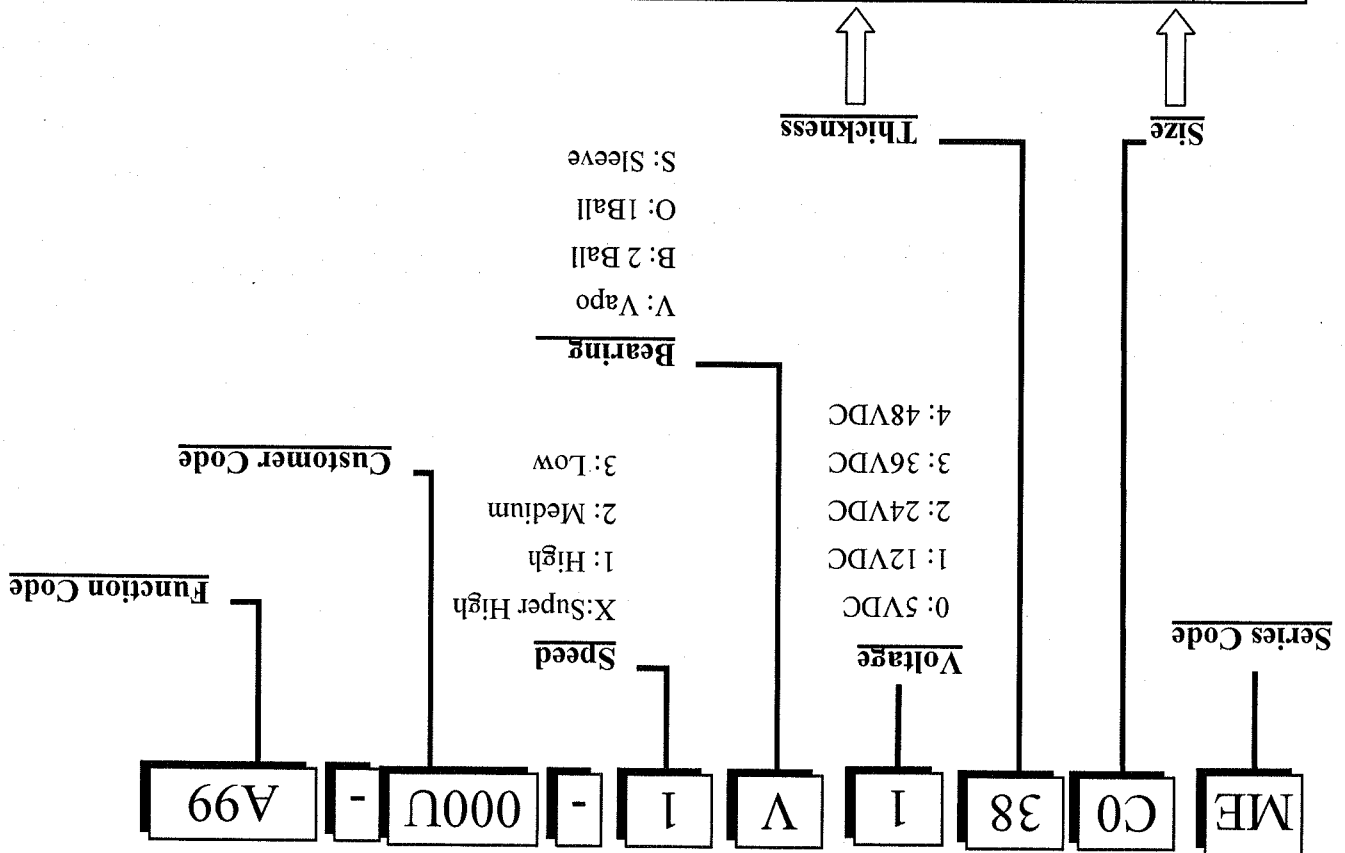 ME C0 38 1 V 1 - 000U - A99
Series Code
Voltage
0: 5VDC
1: 12VDC
2: 24VDC
3: 36VDC
4: 48VDC
Speed
X:Super High
1: High
2: Medium
3: Low
Function Code
Customer Code
Bearing
V: Vapo
B: 2 Ball
O: 1Ball
S: Sleeve
Size
Thickness